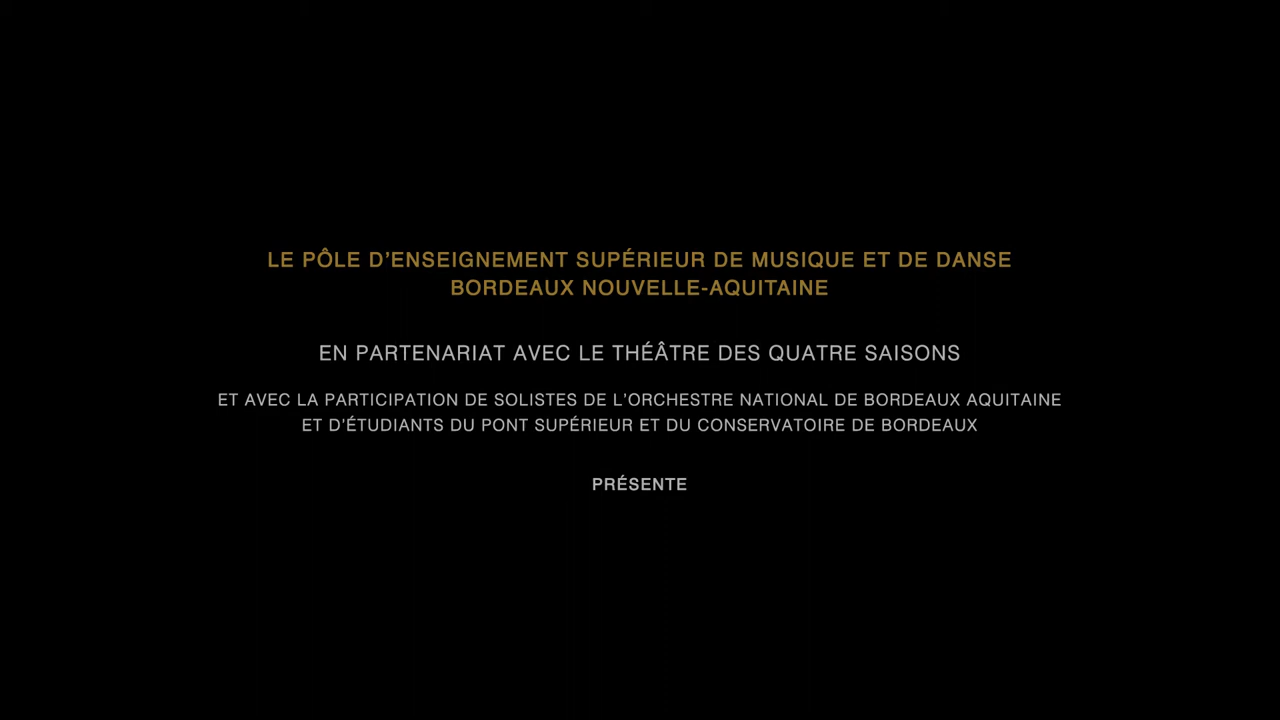 LE PÔLE D’ENSEIGNEMENT SUPÉRIEUR DE MUSIQUE ET DE DANSE
BORDEAUX NOUVELLE-AQUITAINE
EN PARTENARIAT AVEC LE THÉÂTRE DES QUATRE SAISONS
ET AVEC LA PARTICIPATION DE SOLISTES DE L’ORCHESTRE NATIONAL DE BORDEAUX AQUITAINE
ET D'ÉTUDIANTS DU PONT SUPÉRIEUR ET DU CONSERVATOIRE DE BORDEAUX
PRÉSENTE